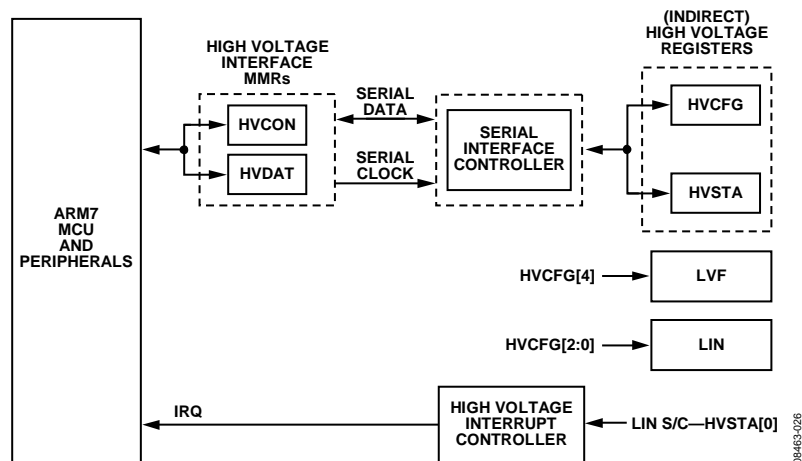 (INDIRECT)
HIGH VOLTAGE
REGISTERS
HIGH VOLTAGE
INTERFACE
MMRs
SERIAL
DATA
HVCON
HVDAT
SERIAL
CLOCK
SERIAL
INTERFACE
CONTROLLER
HVCFG
HVSTA
ARM7
MCU
AND
PERIPHERALS
HVCFG[4]
LVF
HVCFG[2:0]
LIN
IRQ
HIGH VOLTAGE
INTERRUPT
CONTROLLER
LIN S/C—HVSTA[0]
08463-026